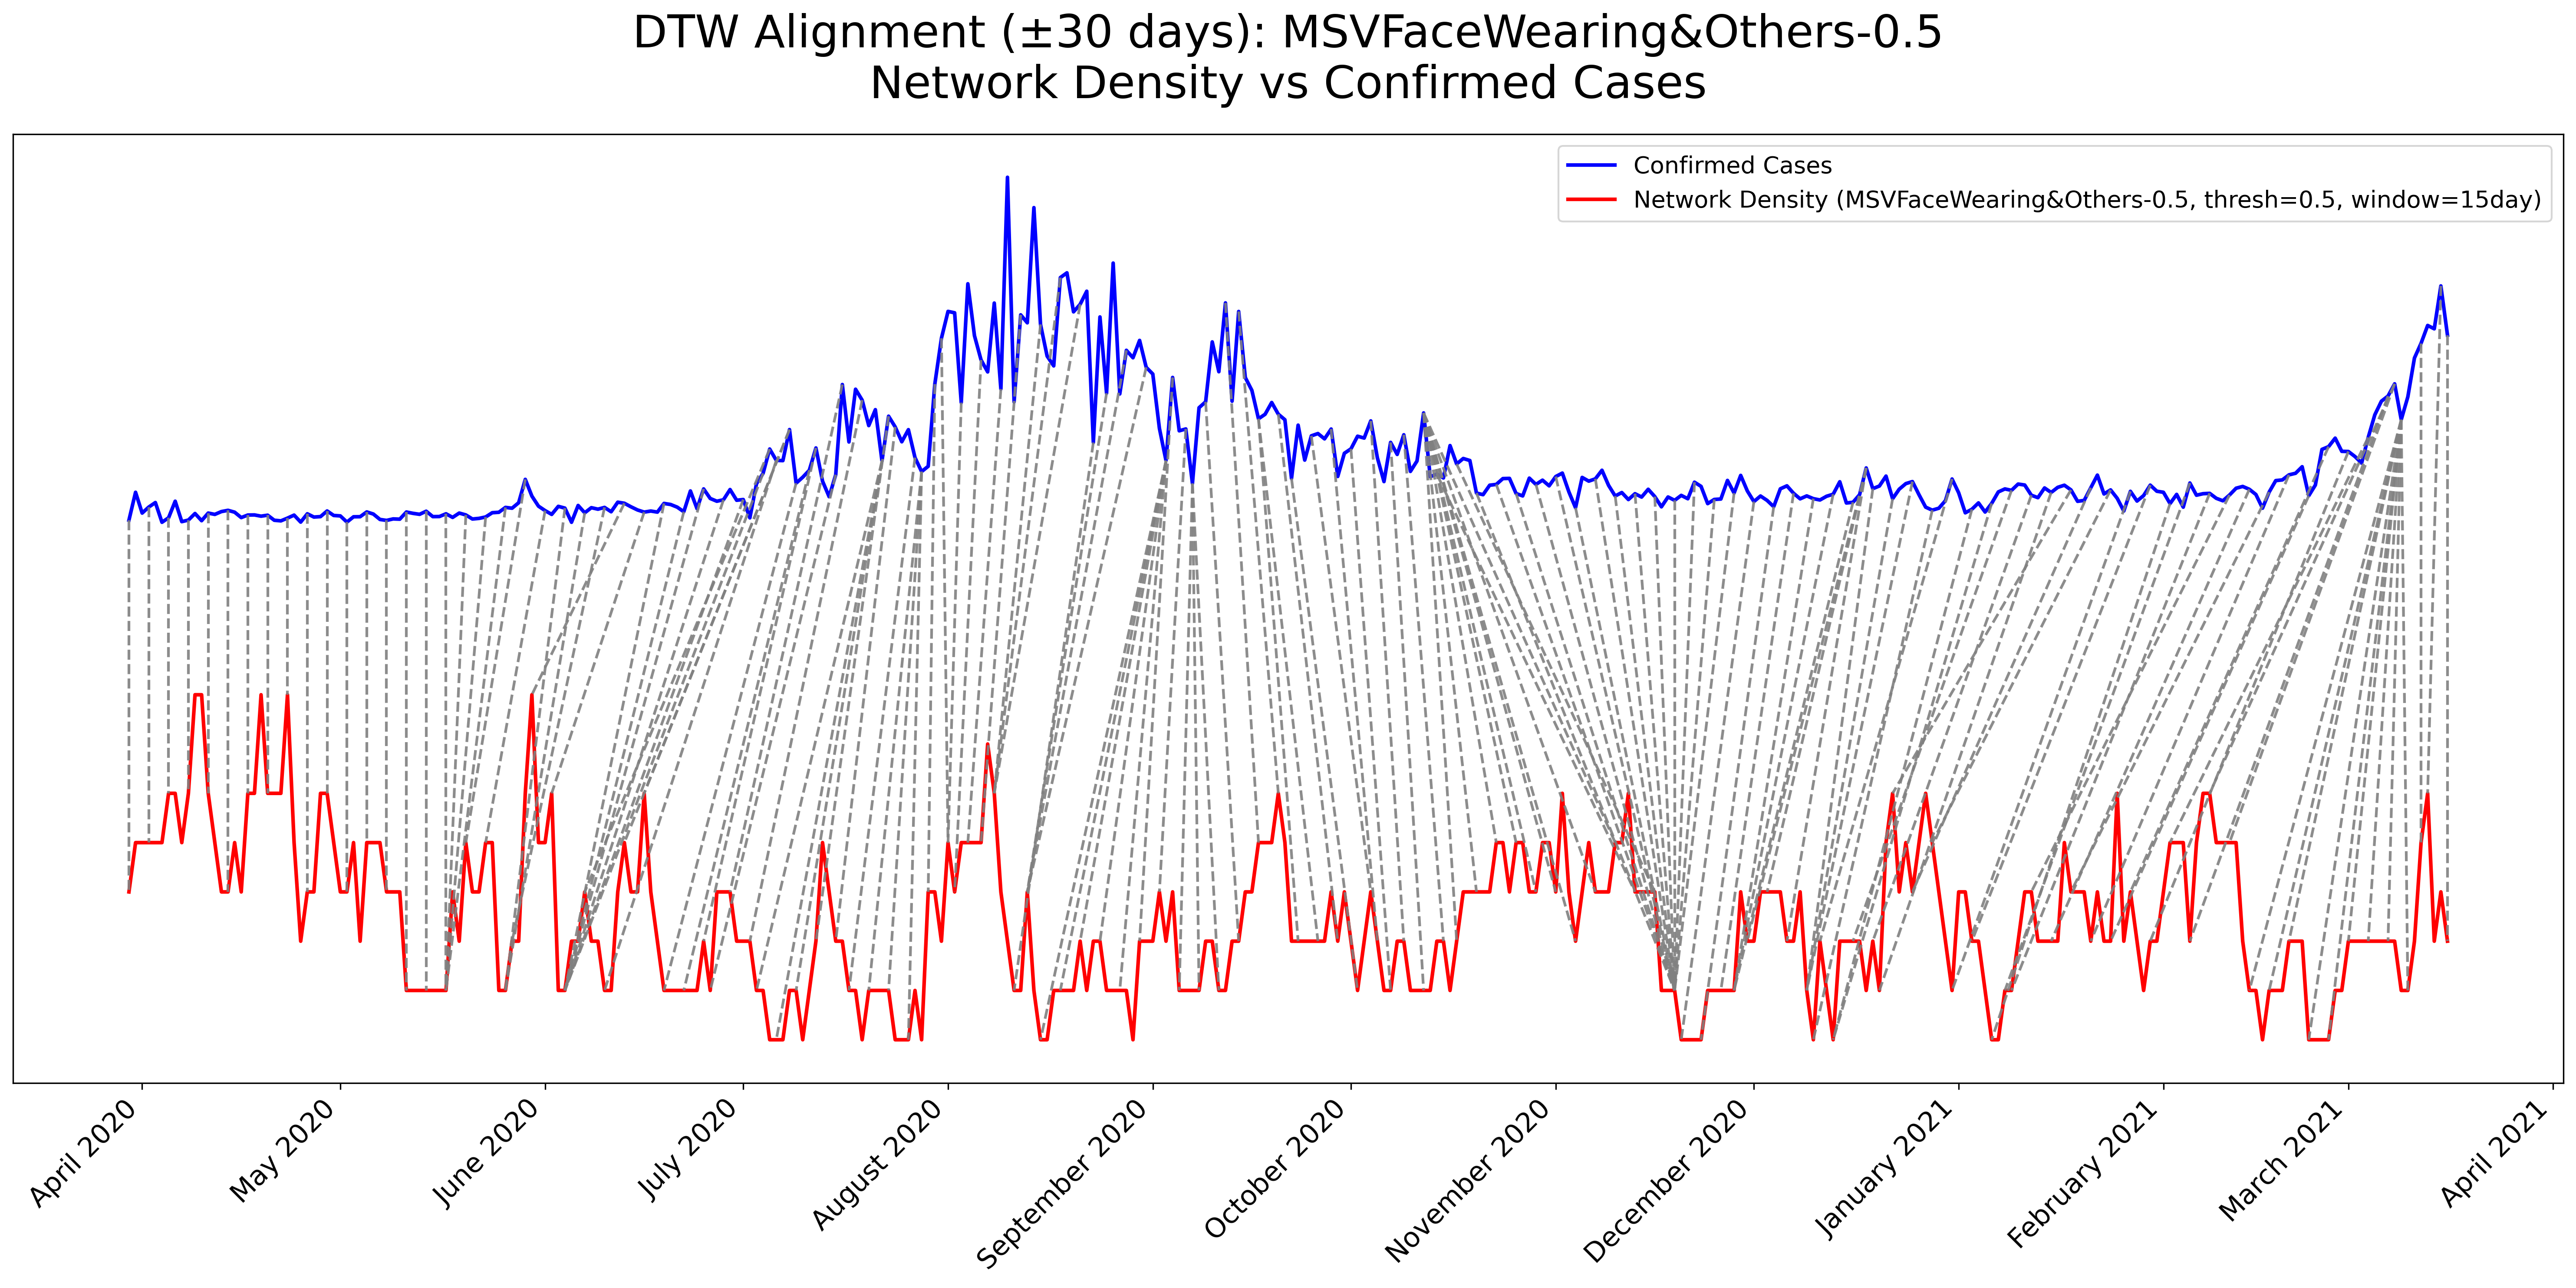 DTW Alignment (±30 days): MSVFaceWearing&Others-0.5
Network Density vs Confirmed Cases
Confirmed Cases
Network Density (MSVFaceWearing&Others-0.5, thresh=0.5, window=15day)
April 2020
May 2020
June 2020
July 2020
August 2020
September 2020
October 2020
November 2020
December 2020
January 2021
February 2021
March 2021
April 2021